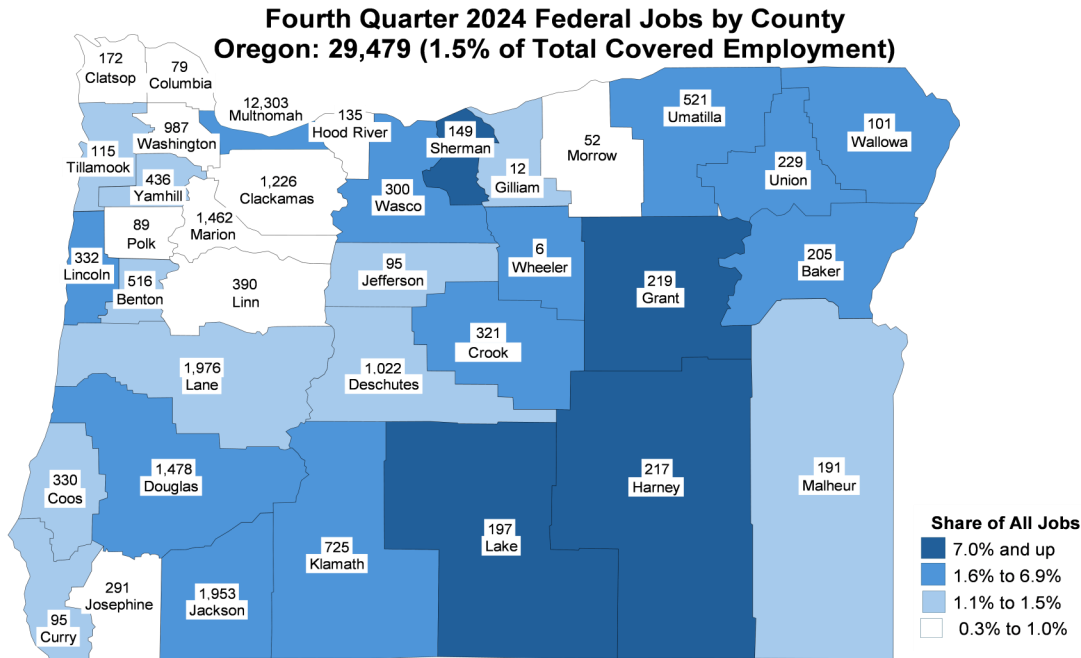 Fourth Quarter 2024 Federal Jobs by County
Oregon: 29,479 (1.5% of Total Covered Employment)
172
Clatsop
79
Columbia
12,303
Multnomah
135
Hood River
149
Sherman
12
Gilliam
52
Morrow
521
Umatilla
229
Union
101
Wallowa
115
Tillamook
987
Washington
436
Yamhill
1,226
Clackamas
300
Wasco
89
Polk
1,462
Marion
332
Lincoln
516
Benton
390
Linn
95
Jefferson
6
Wheeler
219
Grant
205
Baker
1,976
Lane
1,022
Deschutes
321
Crook
330
Coos
1,478
Douglas
725
Klamath
197
Lake
217
Harney
191
Malheur
95
Curry
291
Josephine
1,953
Jackson
Share of All Jobs
7.0% and up
1.6% to 6.9%
1.1% to 1.5%
0.3% to 1.0%